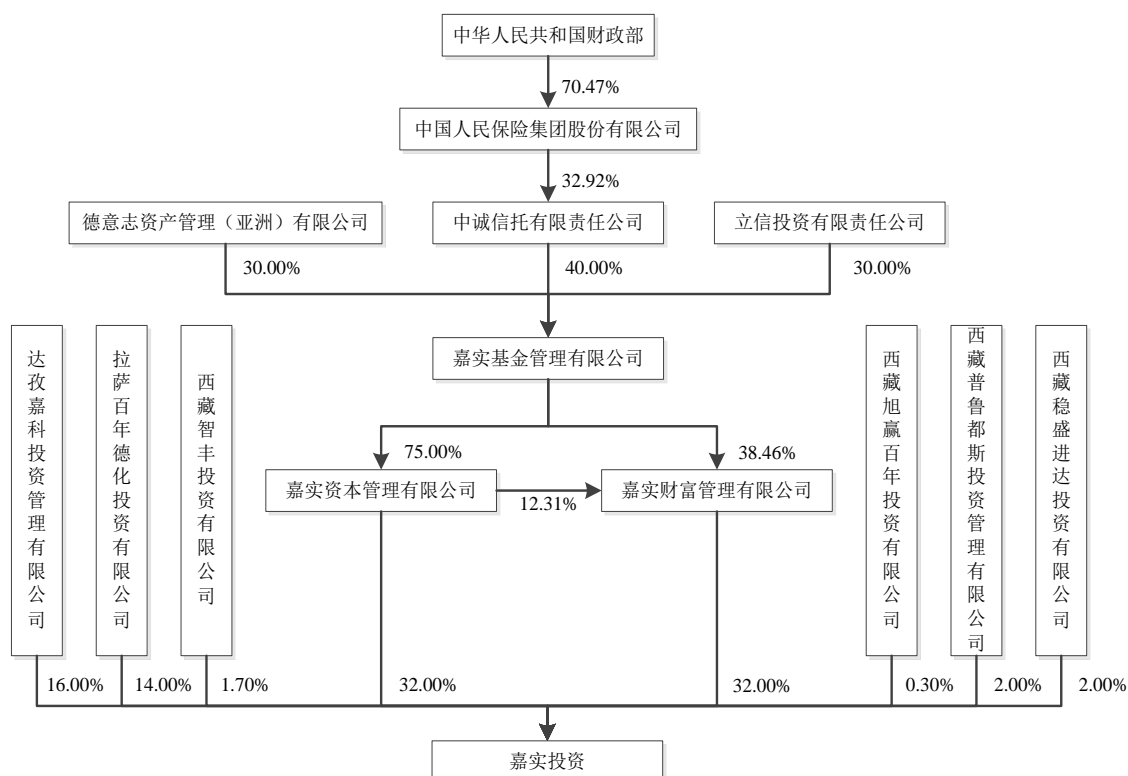 中华人民共和国财政部
70.47%
中国人民保险集团股份有限公司
32.92%
德意志资产管理（亚洲）有限公司
中诚信托有限责任公司
立信投资有限责任公司
30.00%
40.00%
30.00%
嘉实基金管理有限公司
75.00%
38.46%
嘉实资本管理有限公司
12.31%
嘉实财富管理有限公司
达孜嘉科投资管理有限公司
拉萨百年德化投资有限公司
西藏智丰投资有限公司
西藏旭赢百年投资有限公司
西藏普鲁都斯投资管理有限公司
西藏稳盛进达投资有限公司
16.00%
14.00%
1.70%
32.00%
32.00%
0.30%
2.00%
2.00%
嘉实投资